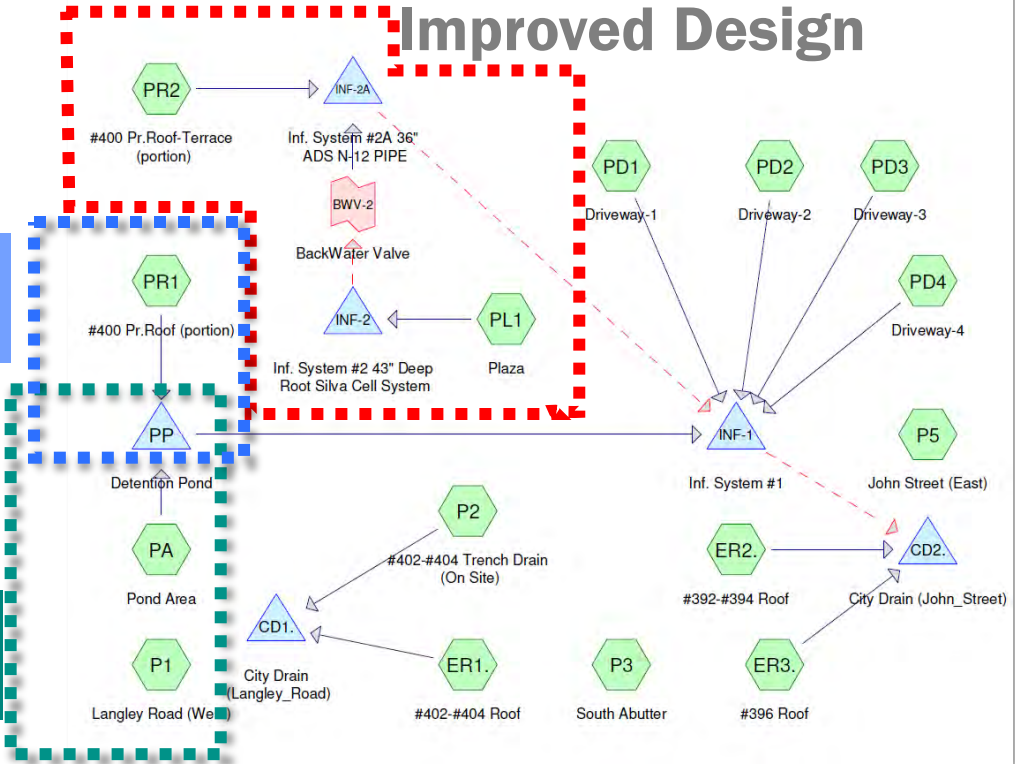 Improved Design
PR2
#400 Pr.Roof-Terrace
(portion)
INF-2A
Inf. System #2A 36"
ADS N-12 PIPE
BWV-2
BackWater Valve
INF-2
Inf. System #2 43" Deep
Root Silva Cell System
PL1
Plaza
PD1
Driveway-1
PD2
Driveway-2
PD3
Driveway-3
PD4
Driveway-4
PR1
#400 Pr.Roof (portion)
PP
Detention Pond
INF-1
Inf. System #1
P5
John Street (East)
PA
Pond Area
P2
#402-#404 Trench Drain
(On Site)
ER2.
#392-#394 Roof
CD2.
City Drain (John_Street)
P1
Langley Road (We
CD1.
City Drain
(Langley_Road)
ER1.
#402-#404 Roof
P3
South Abutter
ER3.
#396 Roof